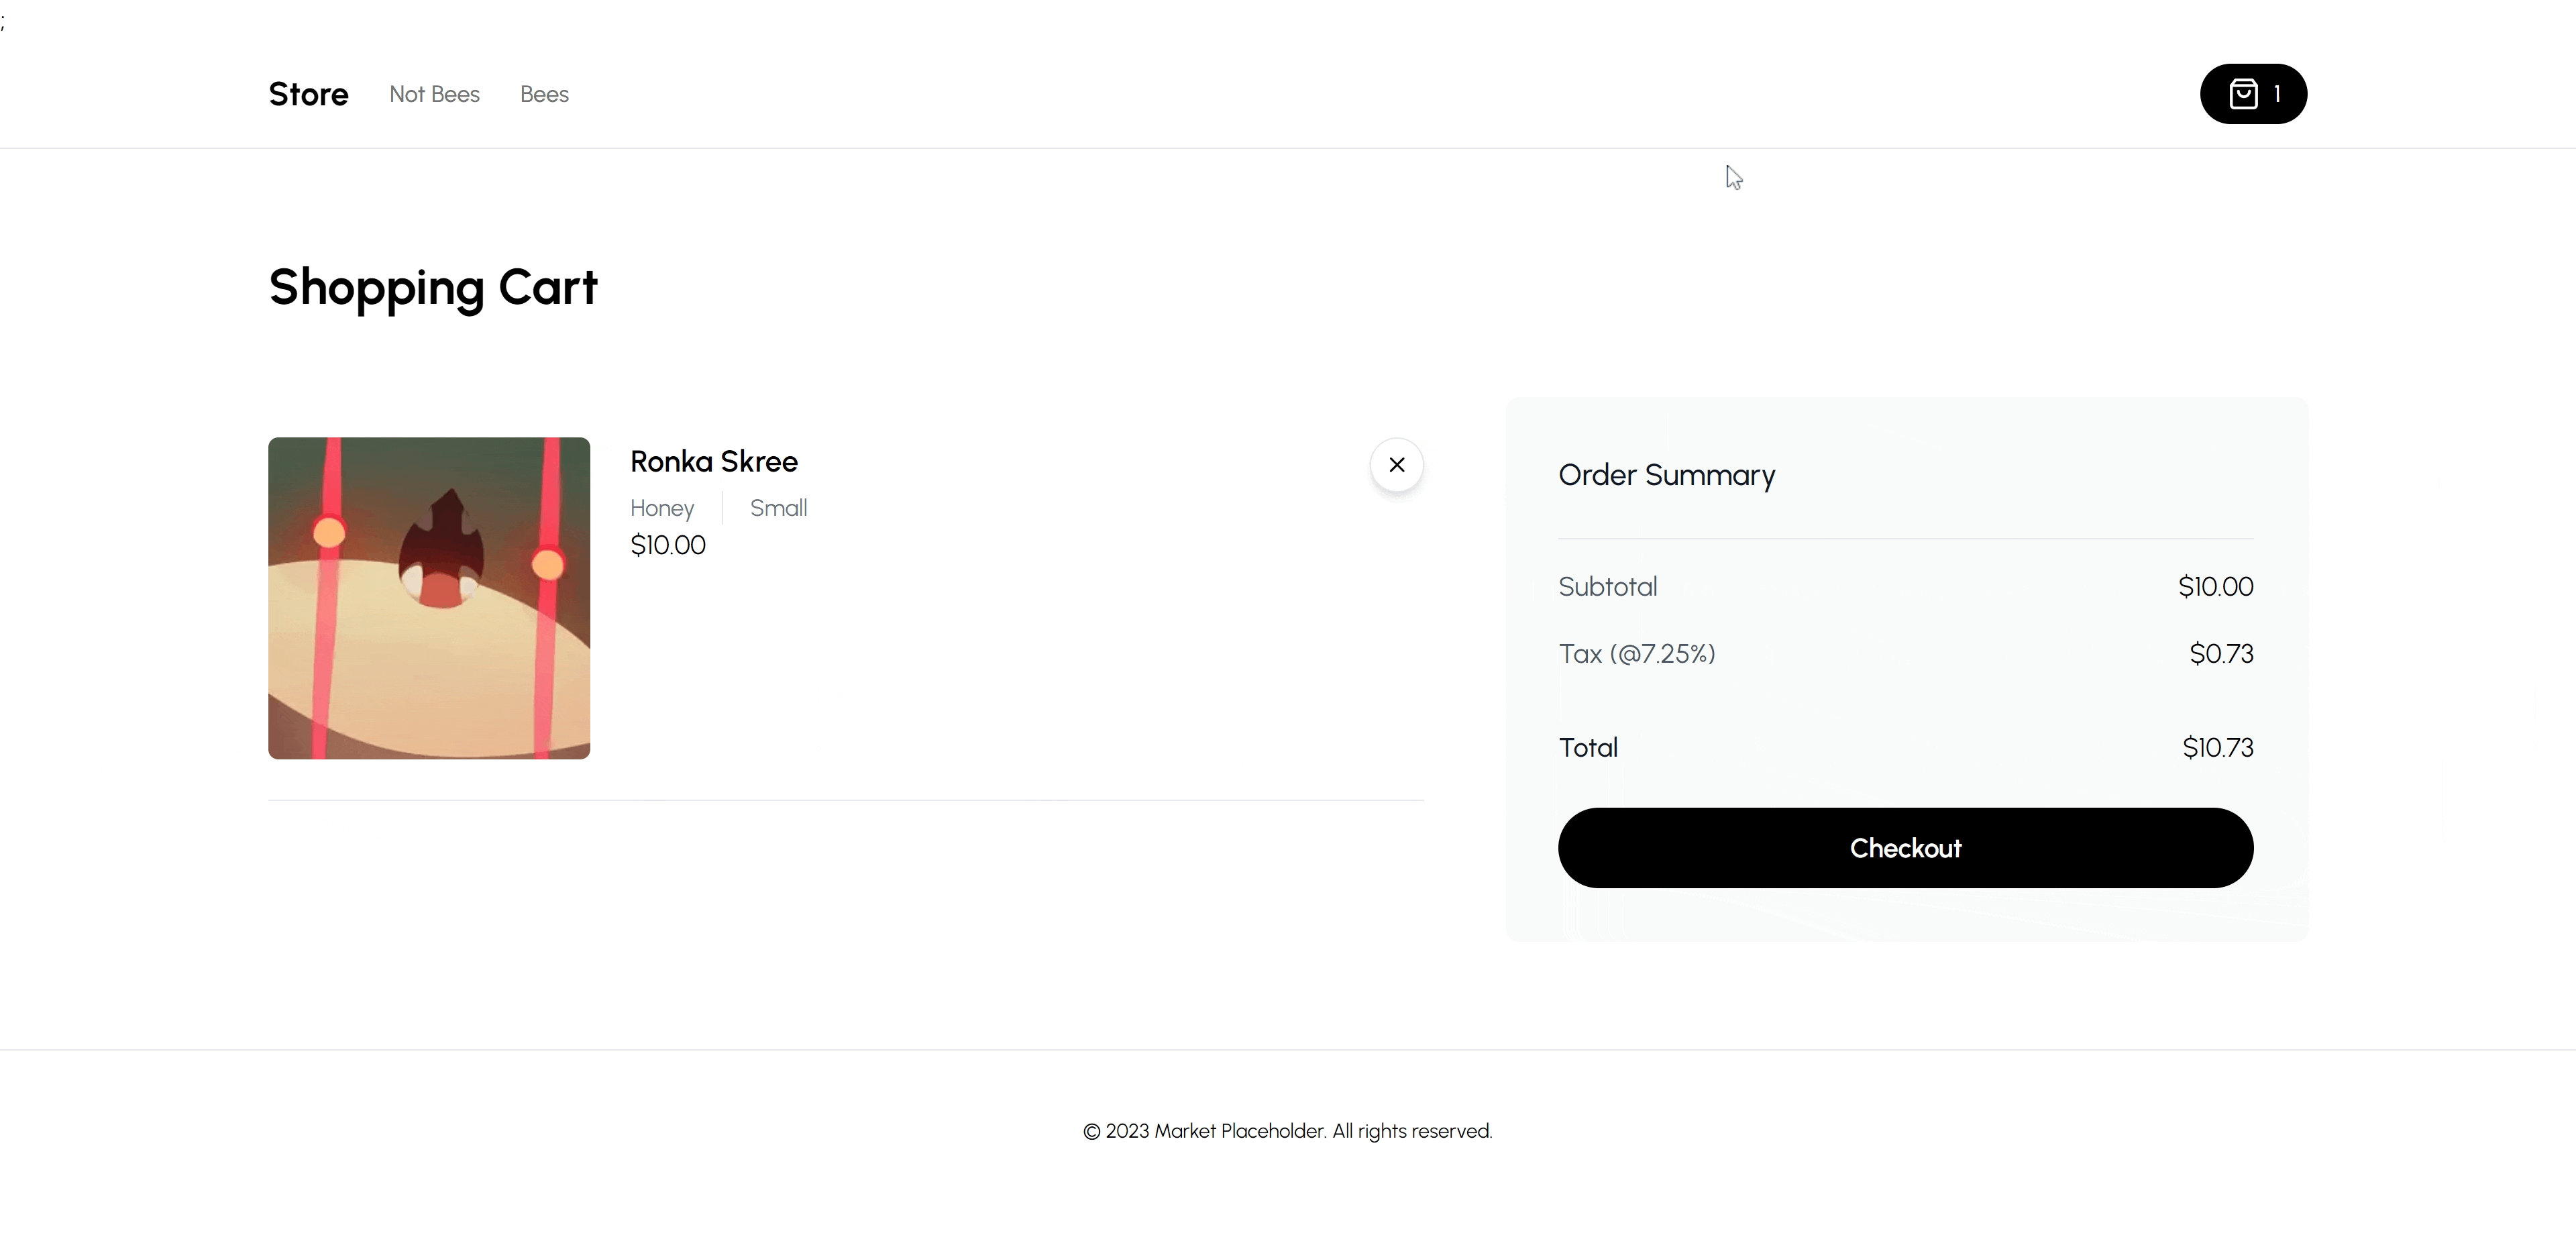 ;
Store Not Bees Bees 1
Shopping Cart
Ronka Skree
Honey Small
$10.00
Order Summary
Subtotal $10.00
Tax (@7.25%) $0.73
Total $10.73
Checkout
© 2023 Market Placeholder. All rights reserved.